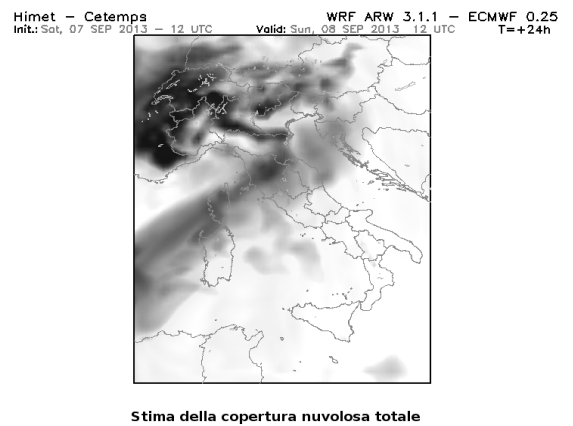 Himet – Cetemps WRF ARW 3.1.1 – ECMWF 0.25
Init.: Sat, 07 SEP 2013 – 12 UTC Valid: Sun, 08 SEP 2013 12 UTC T=+24h
Stima della copertura nuvolosa totale